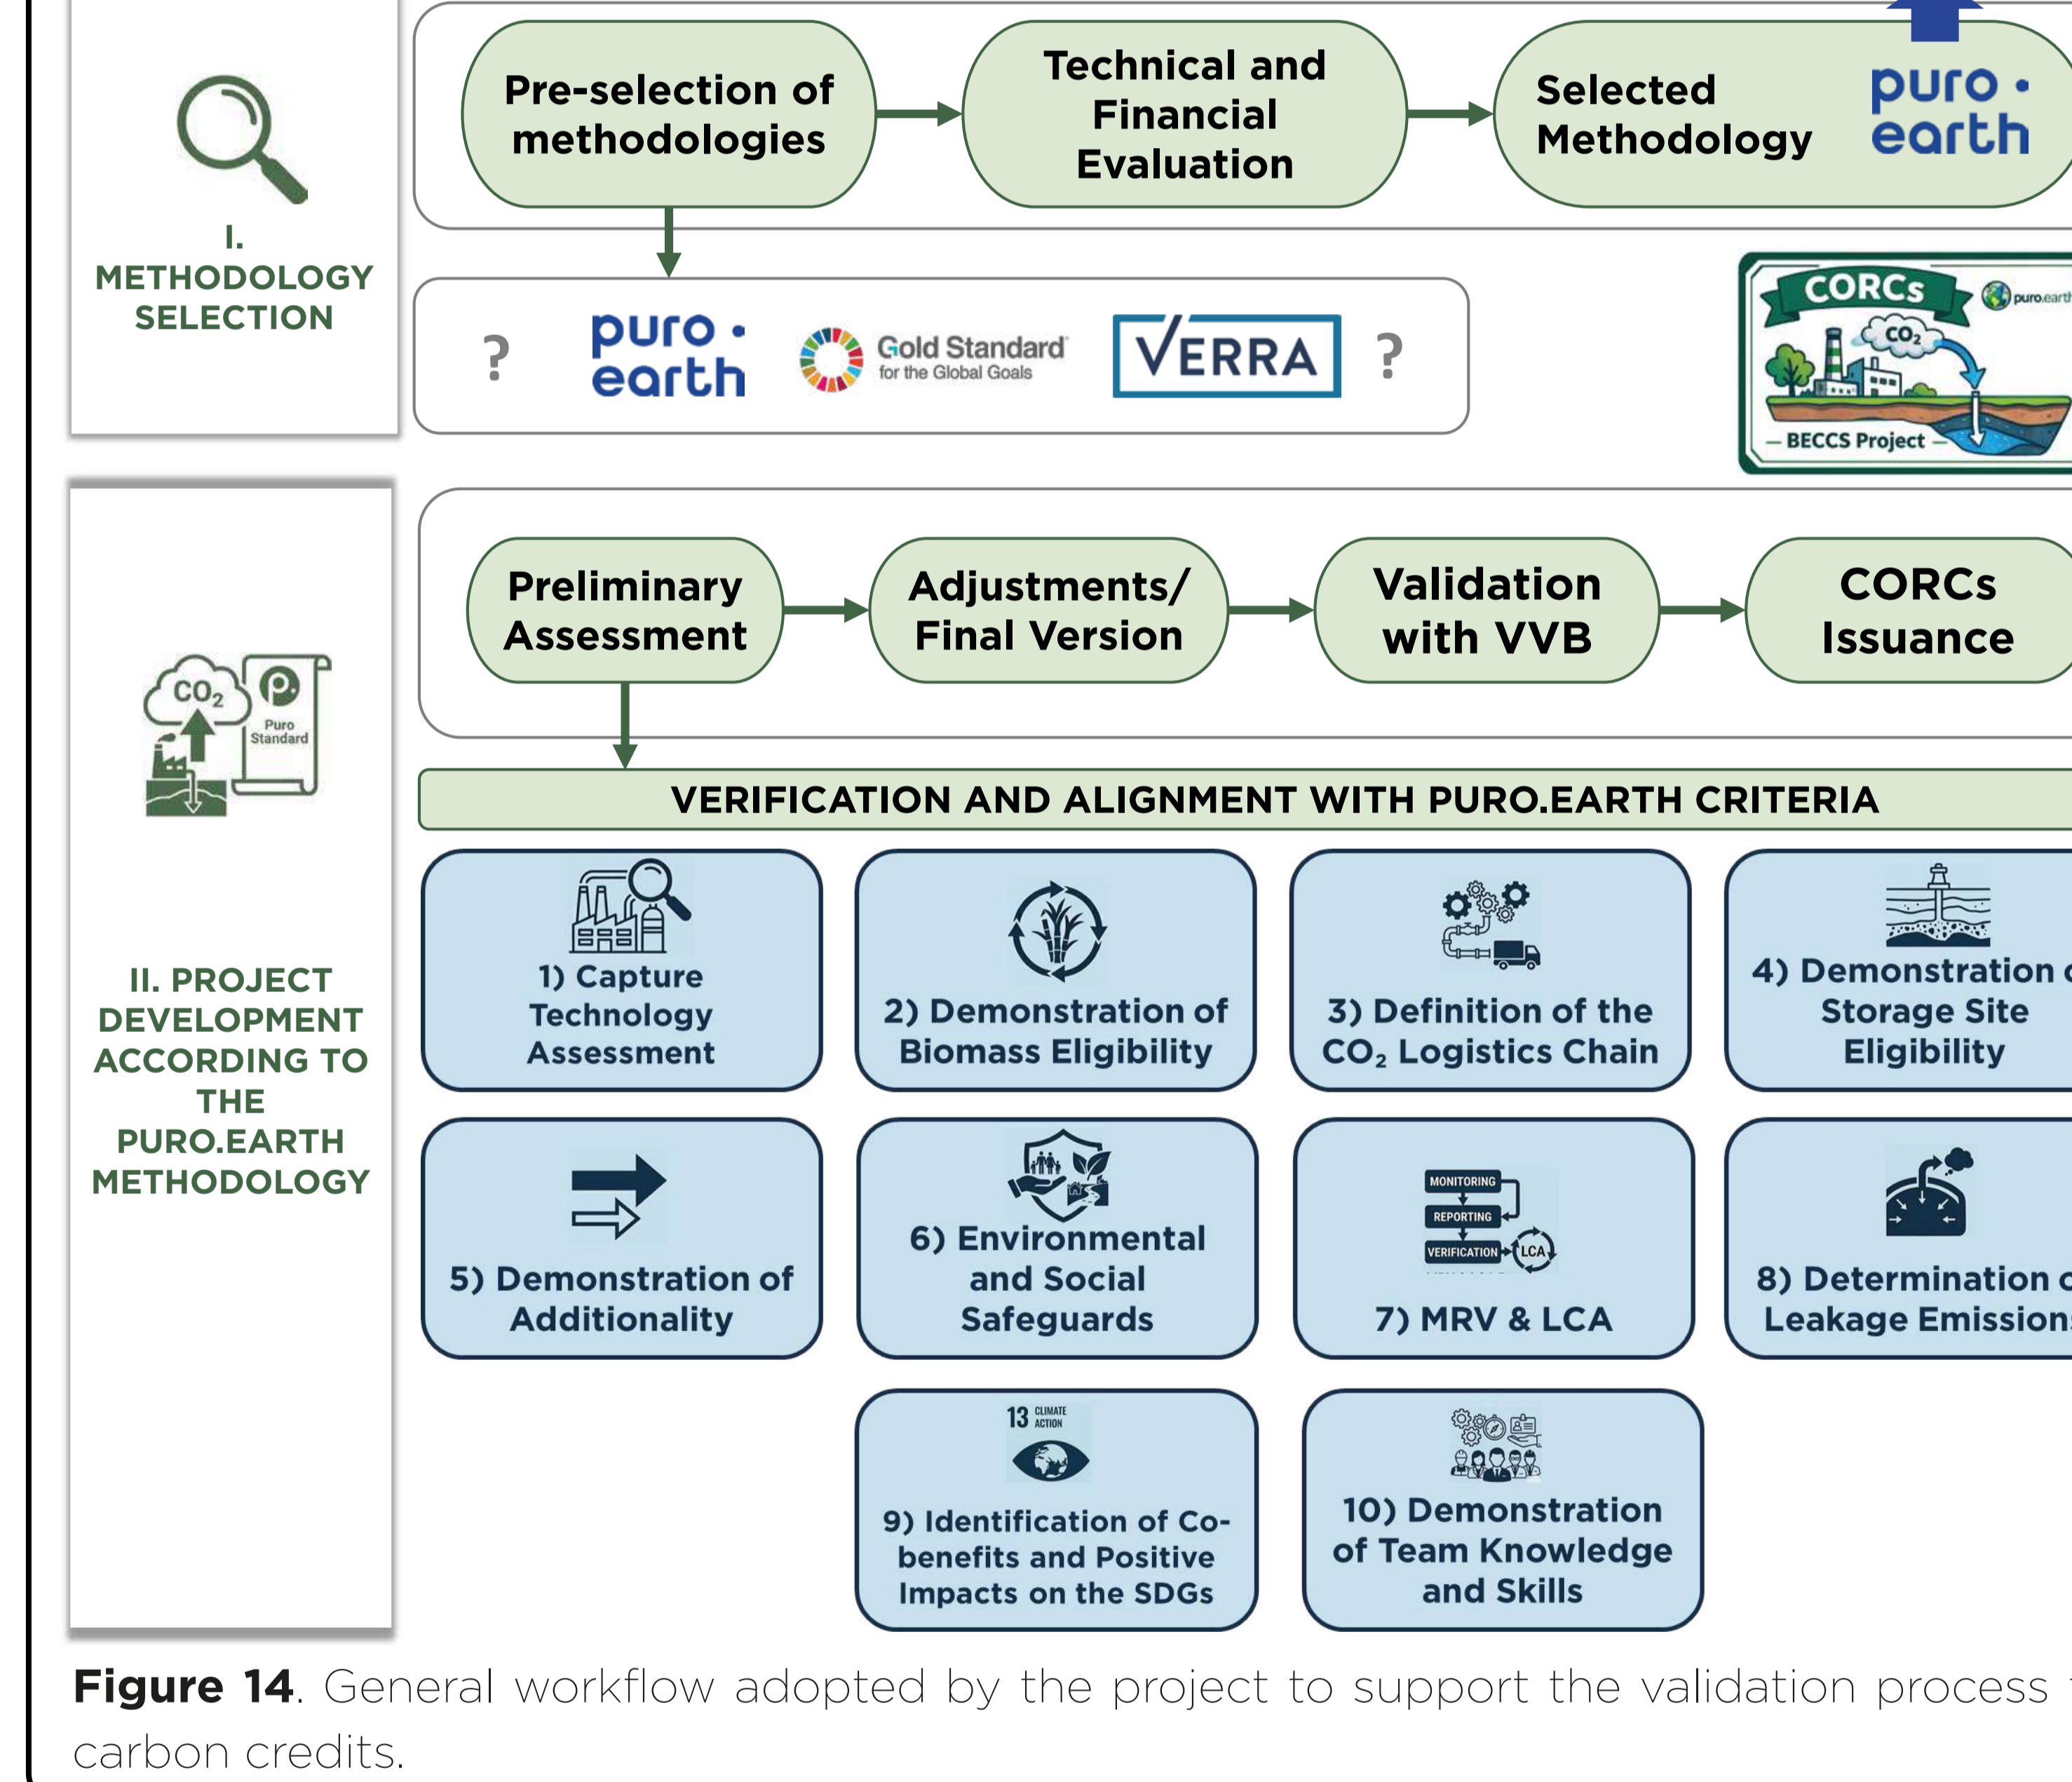 Pre-selection of
methodologies
Technical and
Financial
Evaluation
Selected
Methodology
puro·
earth
I.
METHODOLOGY
SELECTION
?
puro·
earth
Gold Standard
for the Global Goals
VERRA
?
CORCs
puro.earth
CO₂
BECCS Project
Preliminary
Assessment
Adjustments/
Final Version
Validation
with VVB
CORCs
Issuance
CO₂
p.
Puro
Standard
II. PROJECT
DEVELOPMENT
ACCORDING TO
THE
PURO.EARTH
METHODOLOGY
VERIFICATION AND ALIGNMENT WITH PURO.EARTH CRITERIA
1) Capture
Technology
Assessment
2) Demonstration of
Biomass Eligibility
3) Definition of the
CO₂ Logistics Chain
4) Demonstration
Storage Site
Eligibility
5) Demonstration of
Additionality
6) Environmental
and Social
Safeguards
MONITORING
REPORTING
VERIFICATION
LCA
7) MRV & LCA
8) Determination
Leakage Emissions
13 CLIMATE
ACTION
9) Identification of Co-
benefits and Positive
Impacts on the SDGs
10) Demonstration
of Team Knowledge
and Skills
Figure 14. General workflow adopted by the project to support the validation process
carbon credits.